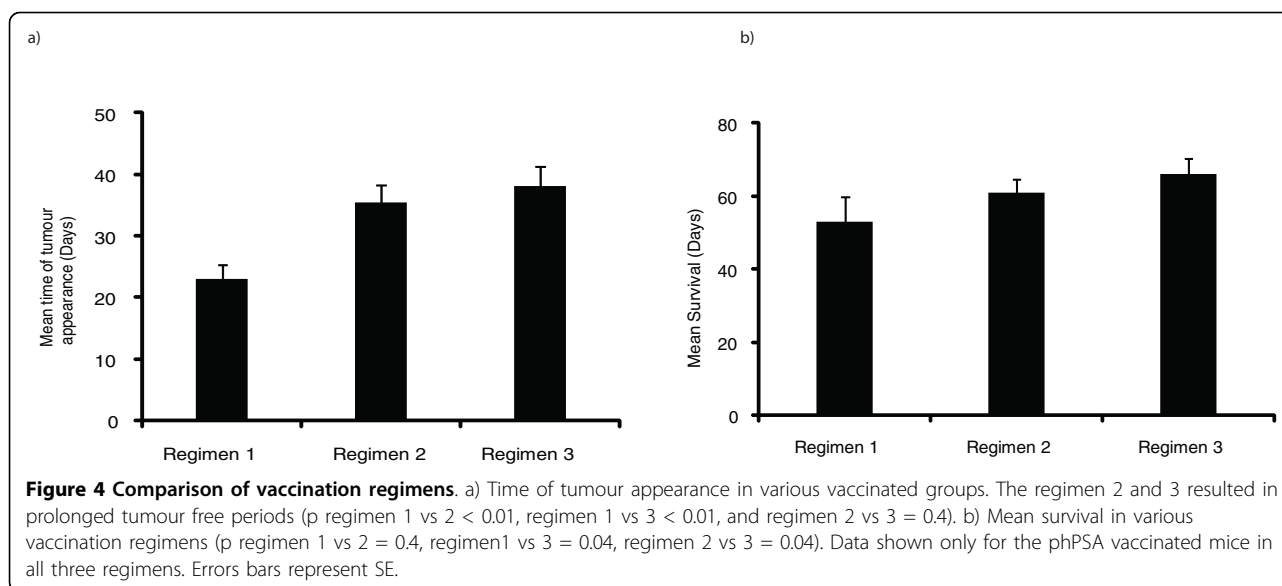 a)
b)
50
40
30
20
10
0
Mean time of tumour
appearance (Days)
Regimen 1
Regimen 2
Regimen 3
80
60
40
20
0
Mean Survival (Days)
Regimen 1
Regimen 2
Regimen 3
Figure 4 Comparison of vaccination regimens. a) Time of tumour appearance in various vaccinated groups. The regimen 2 and 3 resulted in
prolonged tumour free periods (p regimen 1 vs 2 < 0.01, regimen 1 vs 3 < 0.01, and regimen 2 vs 3 = 0.4). b) Mean survival in various
vaccination regimens (p regimen 1 vs 2 = 0.4, regimen1 vs 3 = 0.04, regimen 2 vs 3 = 0.04). Data shown only for the phPSA vaccinated mice in
all three regimens. Errors bars represent SE.